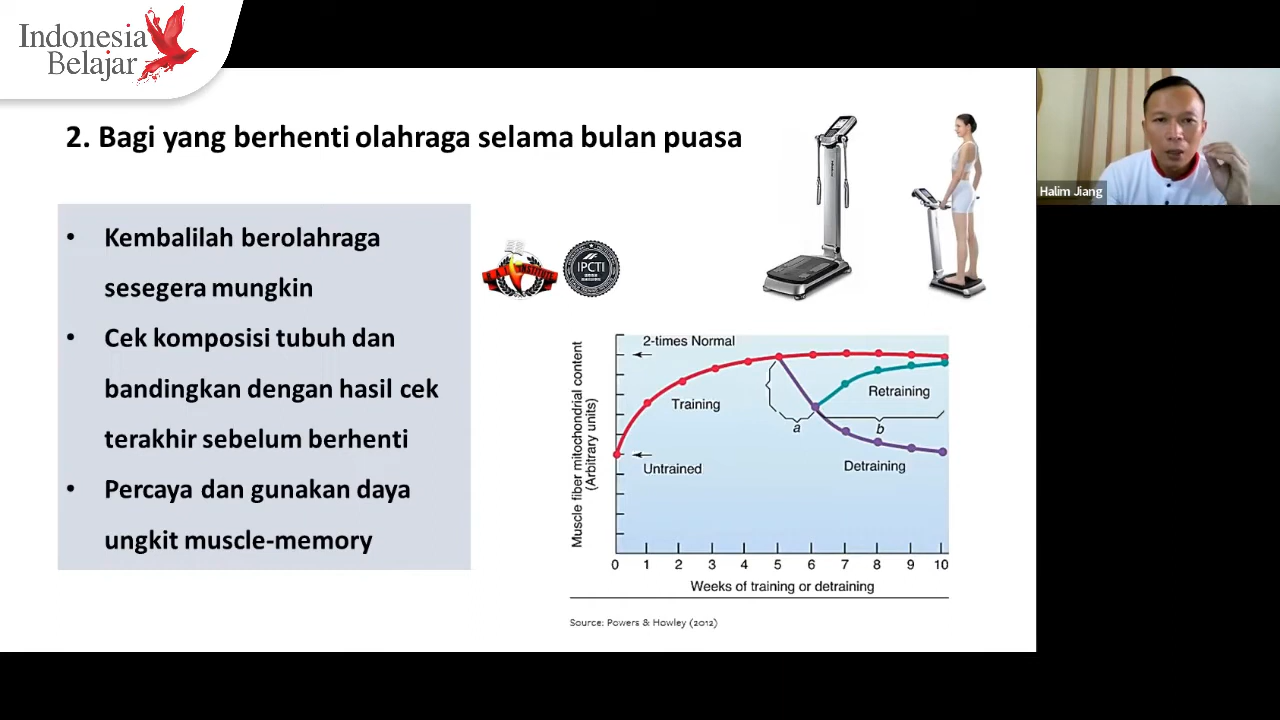 Indonesia
Belajar
2. Bagi yang berhenti olahraga selama bulan puasa
Halim Jiang
• Kembalilah berolahraga
sesegera mungkin
• Cek komposisi tubuh dan
bandingkan dengan hasil cek
terakhir sebelum berhenti
• Percaya dan gunakan daya
ungkit muscle-memory
IPCTI
Muscle fiber mitochondrial content
(Arbitrary units)
2-times Normal
Training
Untrained
a
b
Retraining
Detraining
0 1 2 3 4 5 6 7 8 9 10
Weeks of training or detraining
Source: Powers & Howley (2012)